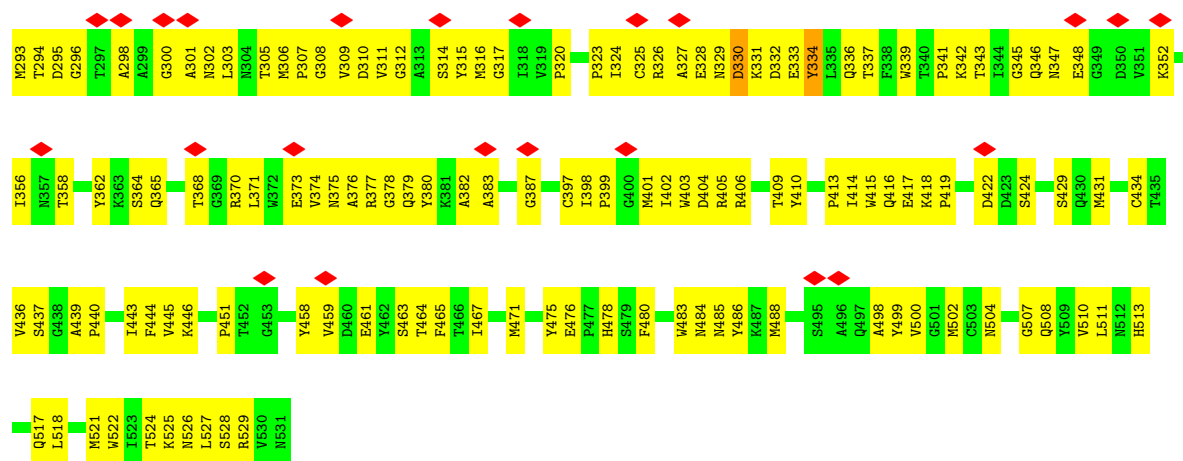 M293 T294 D295 G296 T297 A298 A299 G300 A301 N302 L303 N304 T305 M306 P307 G308 V309 D310 V311 G312 A313 S314 Y315 M316 G317 I318 V319 P320 P323 I324 C325 R326 A327 E328 N329 D330 K331 D332 E333 Y334 L335 Q336 T337 F338 W339 T340 P341 K342 T343 I344 G345 Q346 N347 E348 G349 D350 V351 K352
I356 N357 T358 Y362 K363 S364 Q365 T368 G369 R370 L371 W372 E373 V374 N375 A376 R377 G378 Q379 Y380 K381 A382 A383 G387 C397 I398 P399 G400 M401 I402 W403 D404 R405 R406 T409 Y410 P413 I414 W415 Q416 E417 K418 P419 D422 D423 S424 S429 Q430 M431 C434 T435
V436 S437 G438 A439 P440 I443 F444 V445 K446 P451 T452 G453 Y458 V459 D460 E461 Y462 S463 T464 F465 T466 I467 M471 Y475 E476 P477 H478 S479 F480 W483 N484 N485 Y486 K487 M488 S495 A496 Q497 A498 Y499 V500 G501 M502 C503 N504 G507 Q508 Y509 V510 L511 N512 H513
Q517 L518 M521 W522 I523 T524 K525 N526 L527 S528 R529 V530 N531